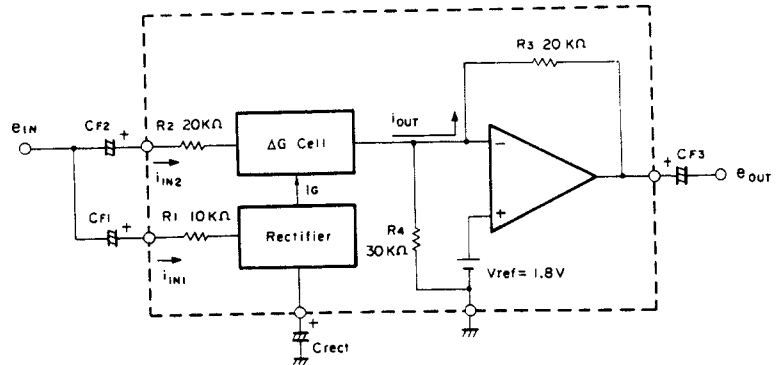 R3 20KΩ
eIN
CF2
+
R2 20KΩ
ΔG Cell
iOUT
−
iIN2
IG
+
CF3
eOUT
CF1
+
R1 10KΩ
Rectifier
R4
30KΩ
+
iIN1
Vref = 1.8V
+
Crect